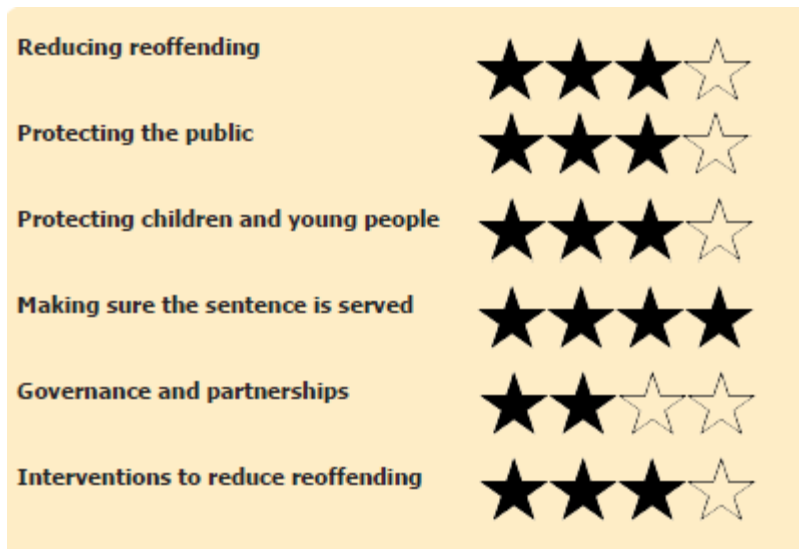 Reducing reoffending
Protecting the public
Protecting children and young people
Making sure the sentence is served
Governance and partnerships
Interventions to reduce reoffending